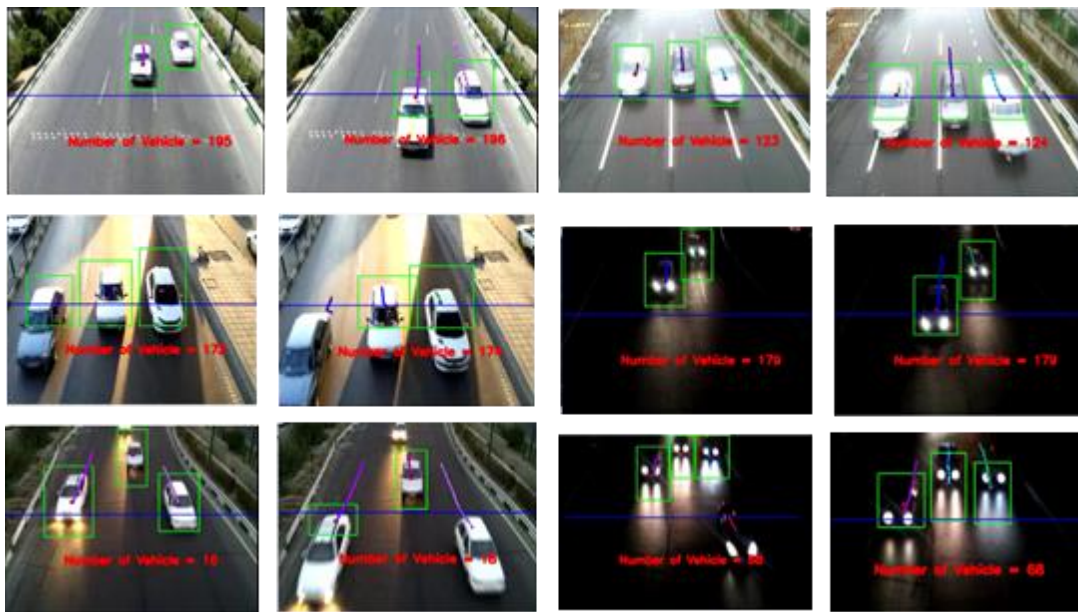 Number of Vehicle = 195
Number of Vehicle = 196
Number of Vehicle = 123
Number of Vehicle = 124
Number of Vehicle = 173
Number of Vehicle = 174
Number of Vehicle = 179
Number of Vehicle = 179
Number of Vehicle = 16
Number of Vehicle =
Number of Vehicle =
Number of Vehicle = 68